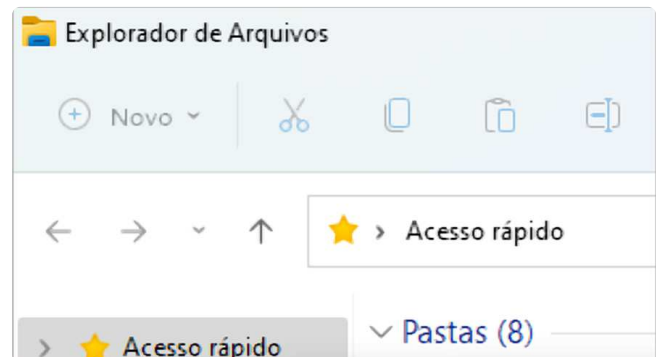 Explorador de Arquivos
Novo
Acesso rápido
Acesso rápido
Pastas (8)